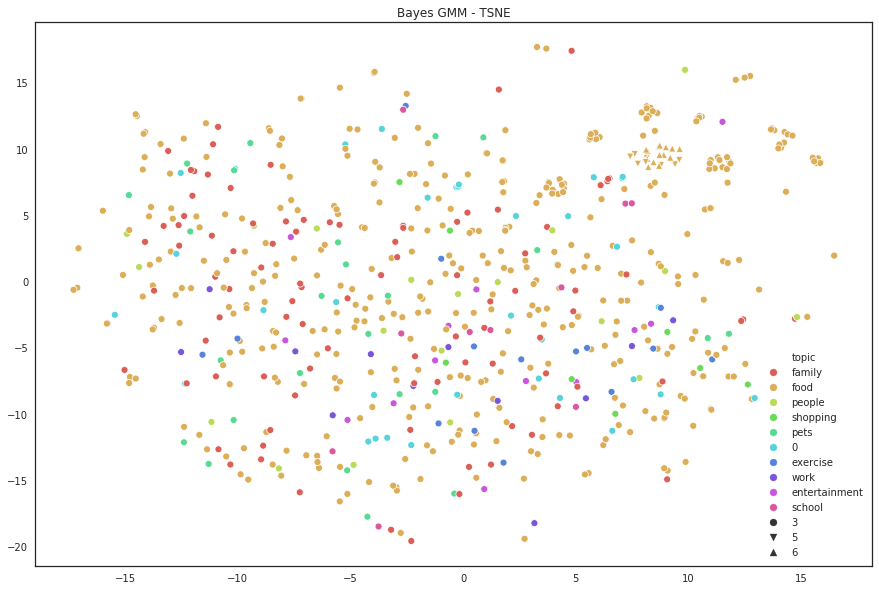 Bayes GMM - TSNE
15
10
5
0
−5
−10
−15
−20
topic
family
food
people
shopping
pets
0
exercise
work
entertainment
school
3
5
6
−15
−10
−5
0
5
10
15